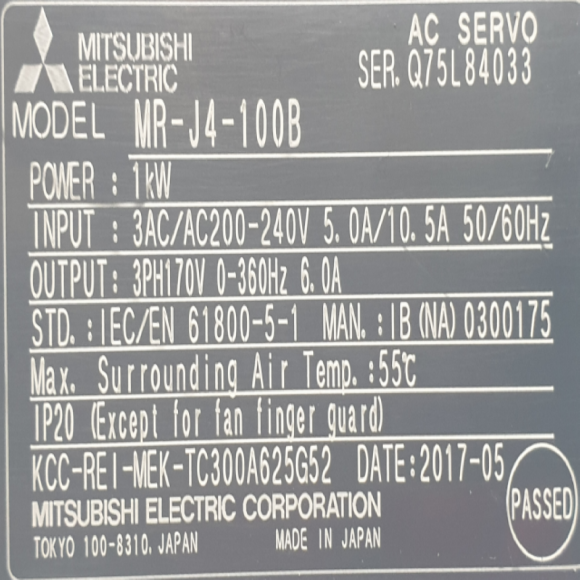 MITSUBISHI ELECTRIC
AC SERVO
SER. Q75L84033
MODEL MR-J4-100B
POWER : 1kW
INPUT : 3AC/AC200-240V 5.0A/10.5A 50/60Hz
OUTPUT: 3PH170V 0-360Hz 6.0A
STD. : IEC/EN 61800-5-1 MAN. : IB(NA)0300175
Max. Surrounding Air Temp. :55℃
IP20 (Except for fan finger guard)
KCC-REI-MEK-TC300A625G52 DATE:2017-05
PASSED
MITSUBISHI ELECTRIC CORPORATION
TOKYO 100-8310, JAPAN MADE IN JAPAN